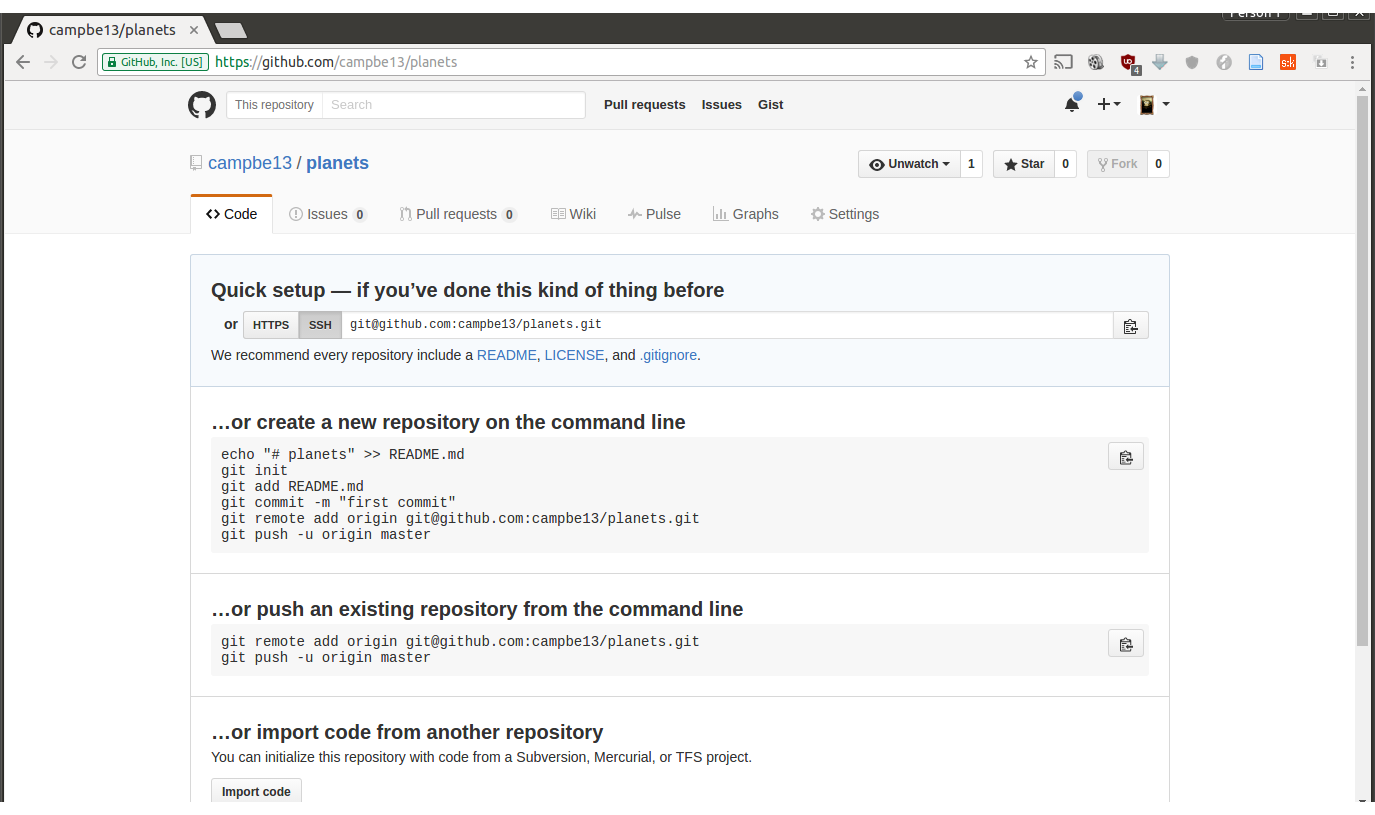 Person 1
campbe13/planets
GitHub, Inc. [US] https://github.com/campbe13/planets
4
s:k
This repository Search Pull requests Issues Gist
campbe13 / planets
Unwatch 1 Star 0 Fork 0
Code Issues 0 Pull requests 0 Wiki Pulse Graphs Settings
Quick setup — if you’ve done this kind of thing before
or HTTPS SSH git@github.com:campbe13/planets.git
We recommend every repository include a README, LICENSE, and .gitignore.
…or create a new repository on the command line
echo "# planets" >> README.md
git init
git add README.md
git commit -m "first commit"
git remote add origin git@github.com:campbe13/planets.git
git push -u origin master
…or push an existing repository from the command line
git remote add origin git@github.com:campbe13/planets.git
git push -u origin master
…or import code from another repository
You can initialize this repository with code from a Subversion, Mercurial, or TFS project.
Import code